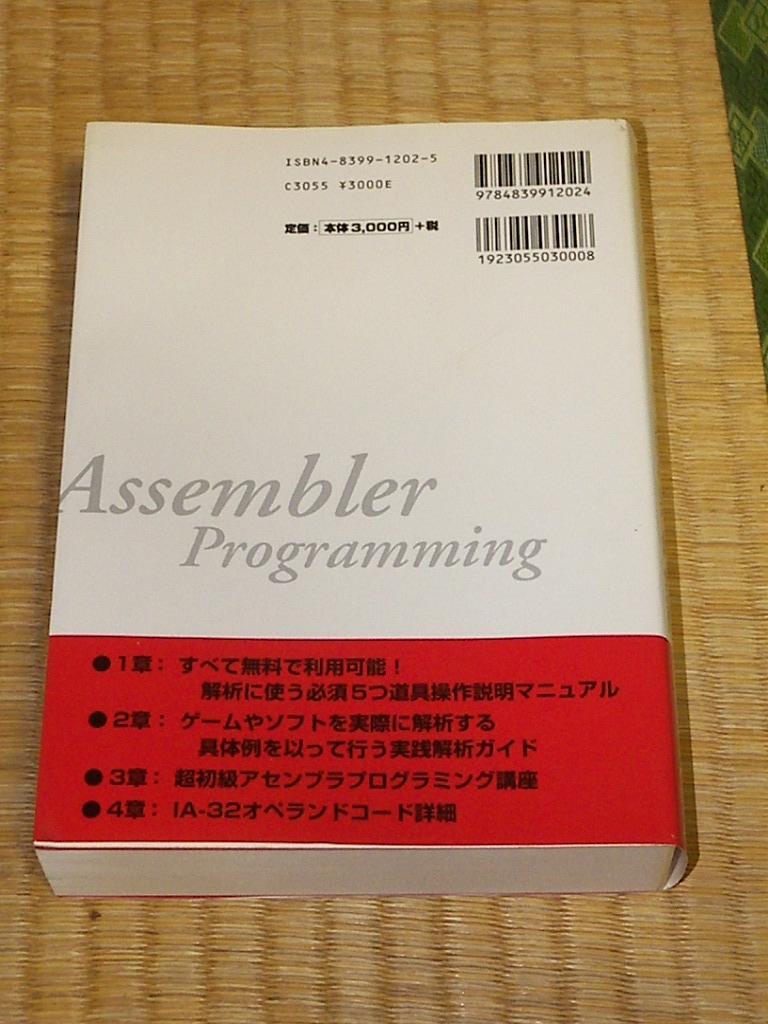 ISBN4-8399-1202-5
C3055 ¥3000E
定価：本体3,000円＋税
9784839912024
1923055030008
Assembler
Programming
●1章： すべて無料で利用可能！
解析に使う必須5つ道具操作説明マニュアル
●2章： ゲームやソフトを実際に解析する
具体例を以って行う実践解析ガイド
●3章： 超初級アセンブラプログラミング講座
●4章： IA-32オペランドコード詳細